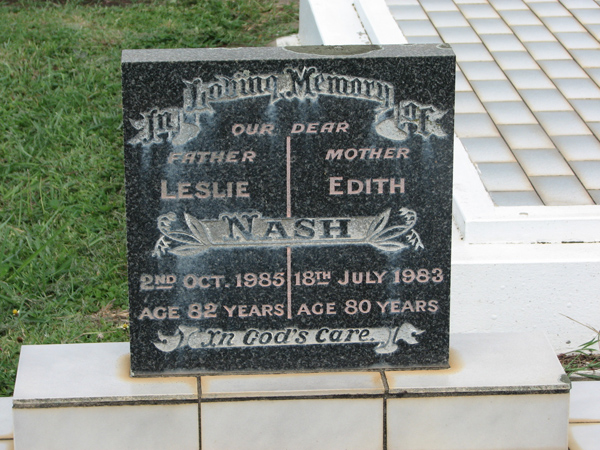 In Loving Memory of
OUR DEAR
FATHER MOTHER
LESLIE EDITH
NASH
2ND OCT. 1985 18TH JULY 1983
AGE 82 YEARS AGE 80 YEARS
In God's Care.